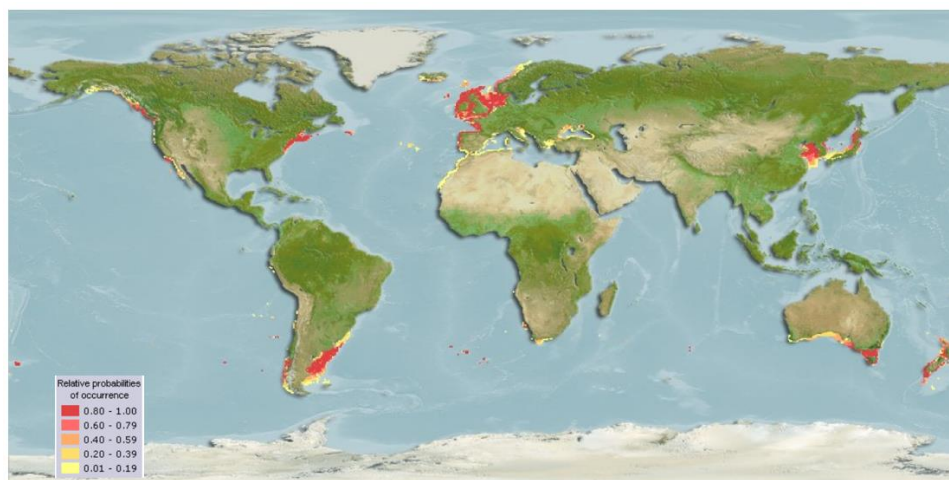 Relative probabilities
of occurrence
0.80 - 1.00
0.60 - 0.79
0.40 - 0.59
0.20 - 0.39
0.01 - 0.19